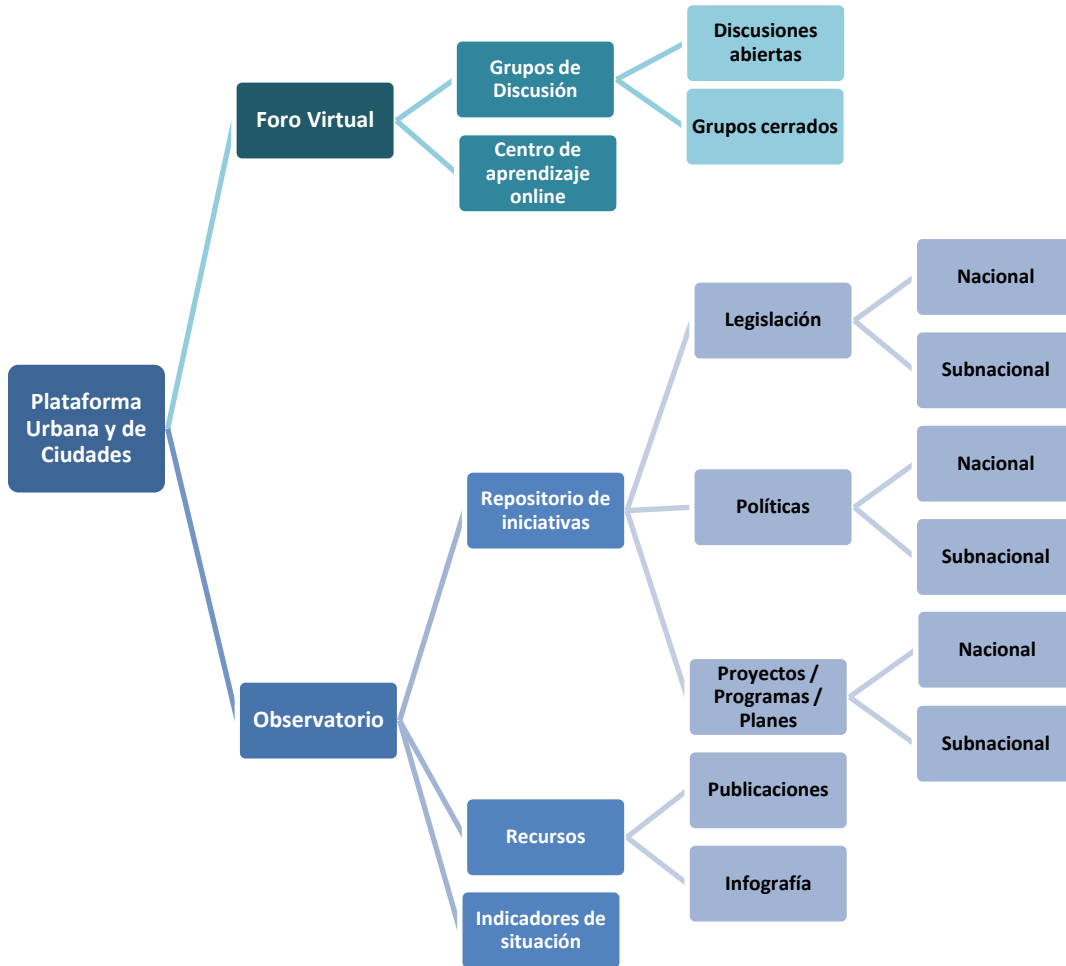 Plataforma
Urbana y de
Ciudades
Foro Virtual
Grupos de
Discusión
Discusiones
abiertas
Grupos cerrados
Centro de
aprendizaje
online
Observatorio
Repositorio de
iniciativas
Legislación
Nacional
Subnacional
Políticas
Nacional
Subnacional
Proyectos /
Programas /
Planes
Nacional
Subnacional
Recursos
Publicaciones
Infografía
Indicadores de
situación